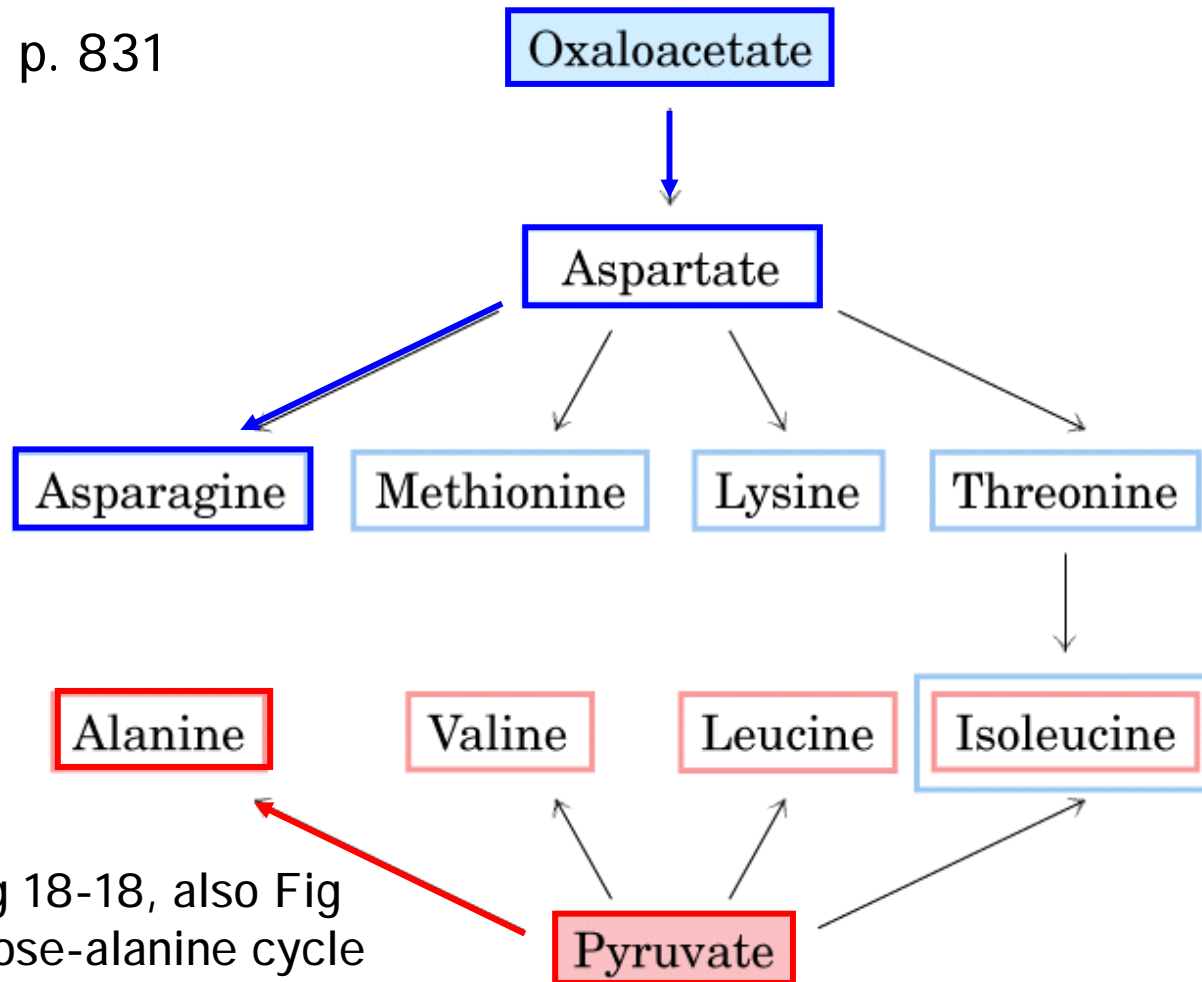 p. 831
Oxaloacetate
Aspartate
Asparagine Methionine Lysine Threonine
Alanine Valine Leucine Isoleucine
18-18, also Fig
-alanine cycle
Pyruvate